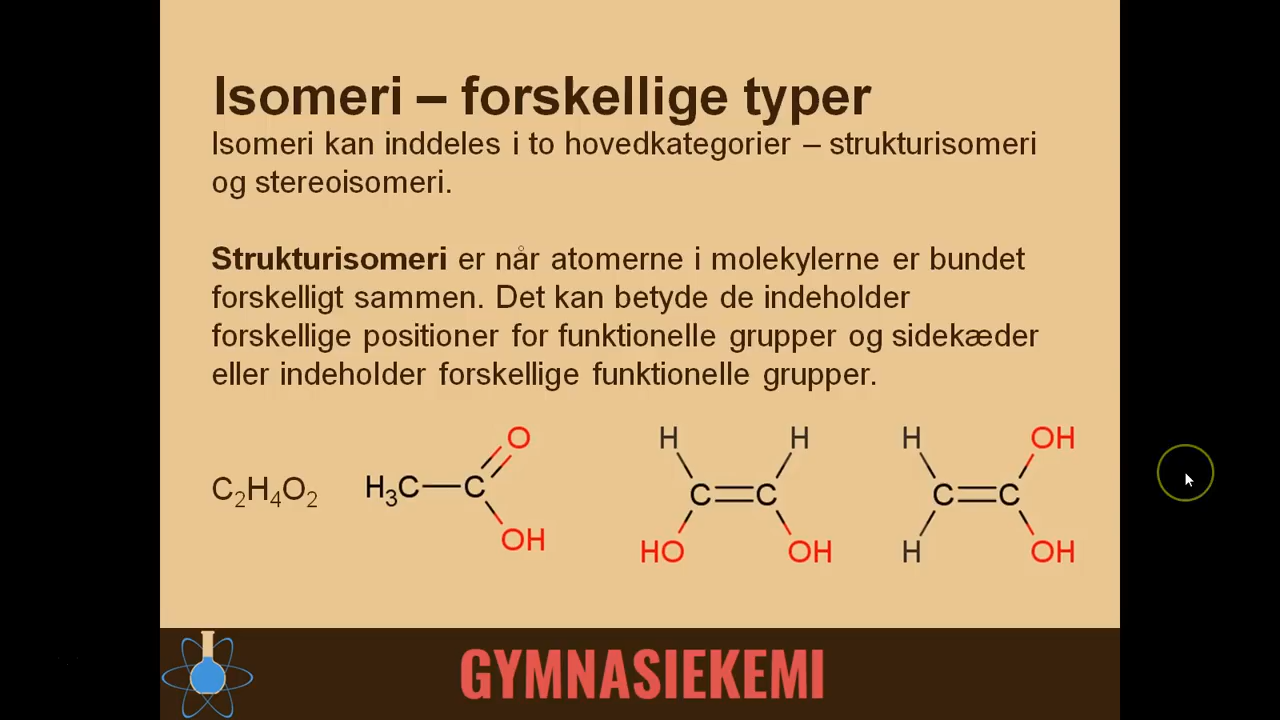 Isomeri – forskellige typer
Isomeri kan inddeles i to hovedkategorier – strukturisomeri
og stereoisomeri.
Strukturisomeri er når atomerne i molekylerne er bundet
forskelligt sammen. Det kan betyde de indeholder
forskellige positioner for funktionelle grupper og sidekæder
eller indeholder forskellige funktionelle grupper.
O H H H OH
C₂H₄O₂ H₃C C C C C C
OH HO OH H OH
GYMNASIEKEMI